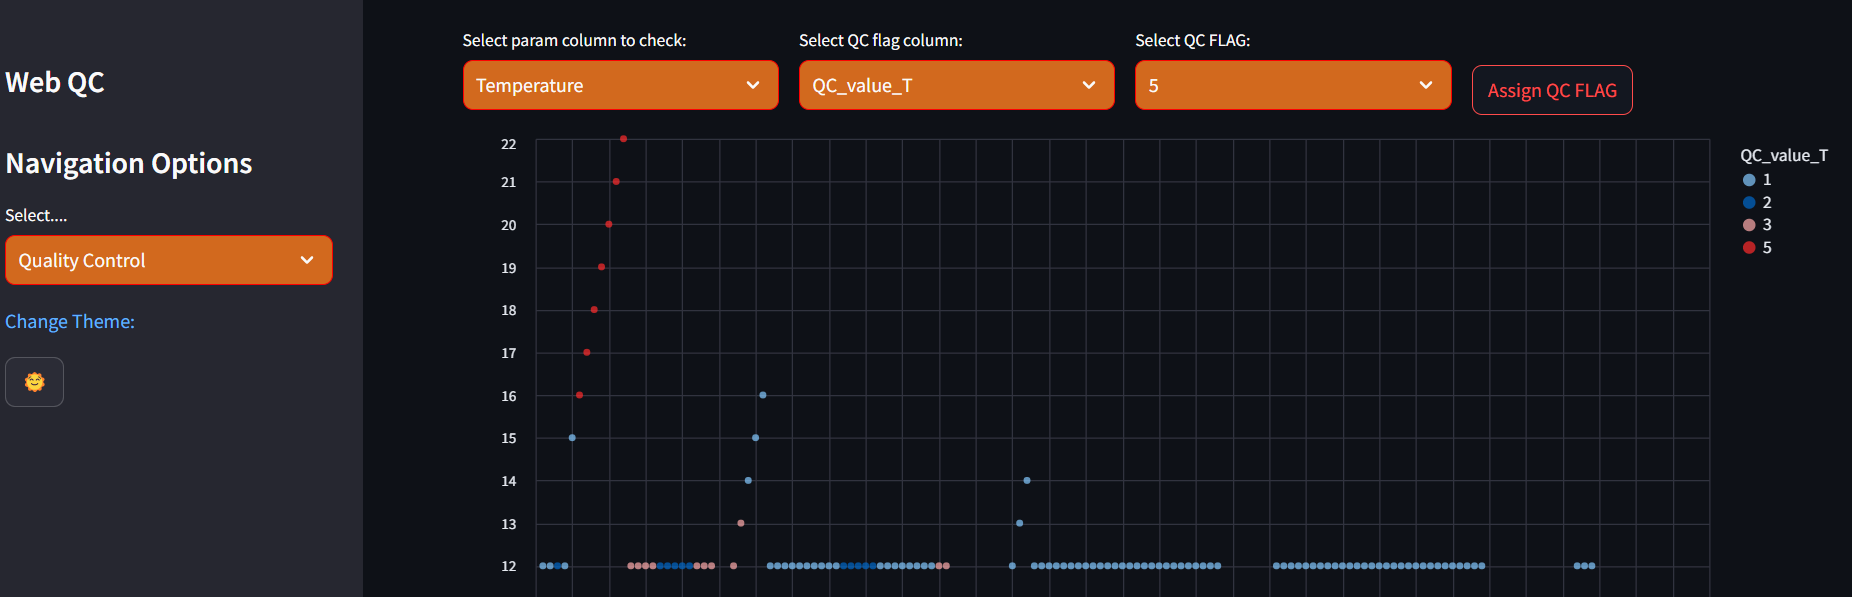 Web QC
Navigation Options
Select....
Quality Control
Change Theme:
Select param column to check:
Temperature
Select QC flag column:
QC_value_T
Select QC FLAG:
5
Assign QC FLAG
22
21
20
19
18
17
16
15
14
13
12
QC_value_T
1
2
3
5